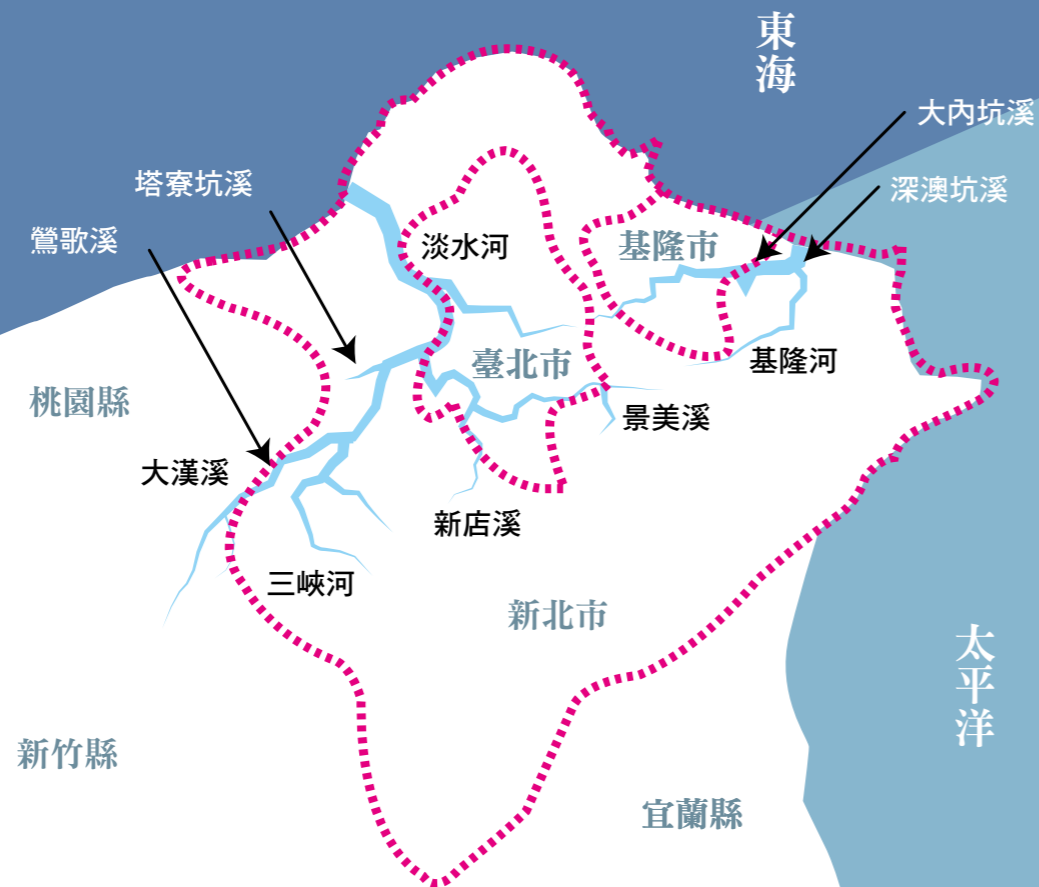 東海
大內坑溪
塔寮坑溪
深澳坑溪
鶯歌溪
淡水河
基隆市
臺北市
基隆河
桃園縣
景美溪
大漢溪
新店溪
三峽河
新北市
太平洋
新竹縣
宜蘭縣